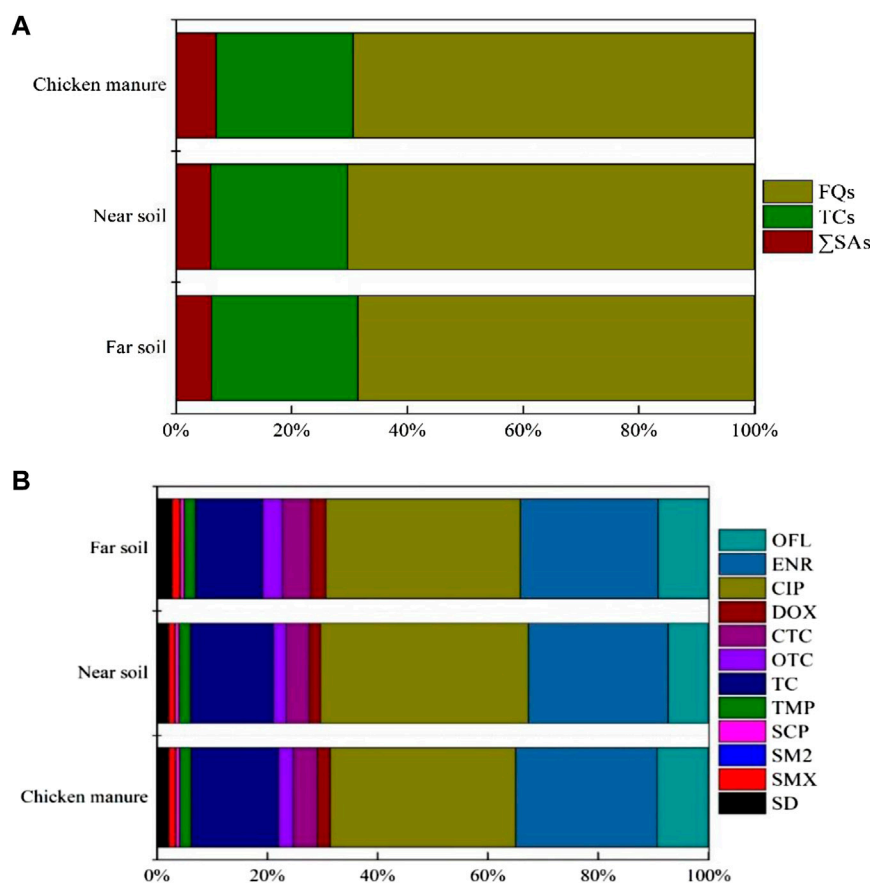 A
Chicken manure
Near soil
Far soil
0% 20% 40% 60% 80% 100%
FQs
TCs
∑SAs
B
Far soil
Near soil
Chicken manure
0% 20% 40% 60% 80% 100%
OFL
ENR
CIP
DOX
CTC
OTC
TC
TMP
SCP
SM2
SMX
SD